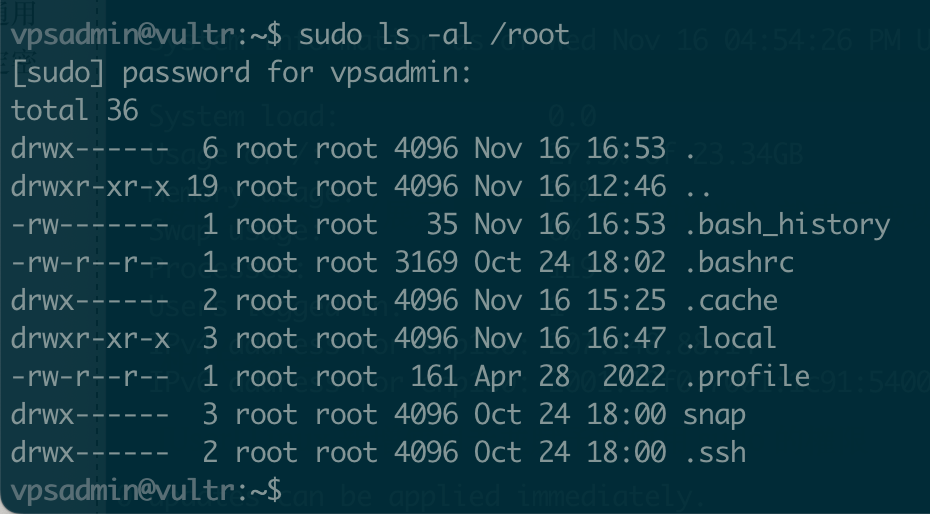 vpsadmin@vultr:~$ sudo ls -al /root
[sudo] password for vpsadmin:
total 36
drwx------  6 root root 4096 Nov 16 16:53 .
drwxr-xr-x 19 root root 4096 Nov 16 12:46 ..
-rw-------  1 root root   35 Nov 16 16:53 .bash_history
-rw-r--r--  1 root root 3169 Oct 24 18:02 .bashrc
drwx------  2 root root 4096 Nov 16 15:25 .cache
drwxr-xr-x  3 root root 4096 Nov 16 16:47 .local
-rw-r--r--  1 root root  161 Apr 28  2022 .profile
drwx------  3 root root 4096 Oct 24 18:00 snap
drwx------  2 root root 4096 Oct 24 18:00 .ssh
vpsadmin@vultr:~$